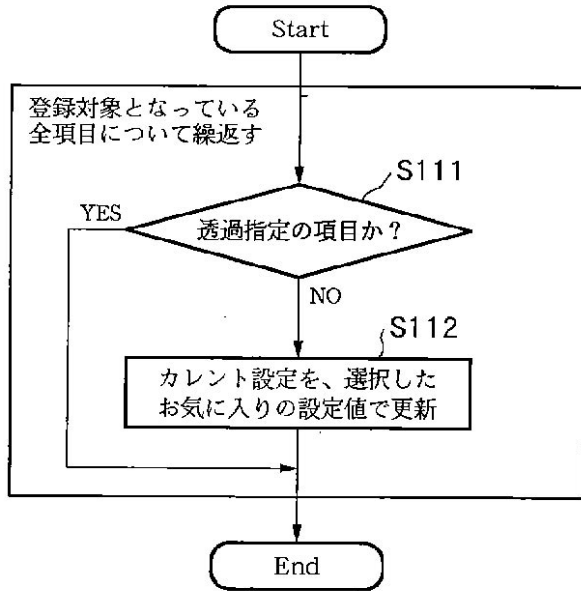 Start
登録対象となっている
全項目について繰返す
S111
YES
透過指定の項目か？
NO
S112
カレント設定を、選択した
お気に入りの設定値で更新
End